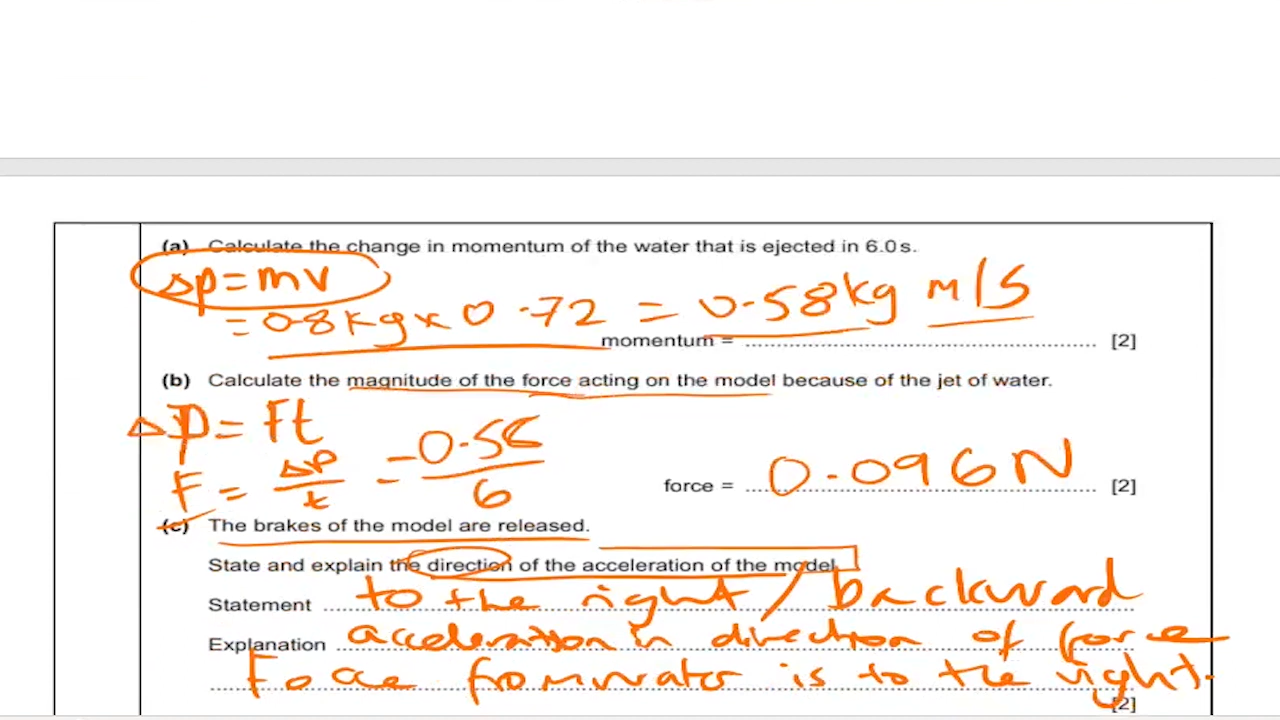 (a) Calculate the change in momentum of the water that is ejected in 6.0 s.
Δp = mv
= 0.8kg × 0.72 = 0.58kg m/s
momentum = ........................ [2]
(b) Calculate the magnitude of the force acting on the model because of the jet of water.
Δp = Ft
F = Δp/t = -0.58/6
force = 0.096N [2]
(c) The brakes of the model are released.
State and explain the direction of the acceleration of the model.
Statement to the right / backward
Explanation acceleration in direction of force
Force from water is to the right.
[2]